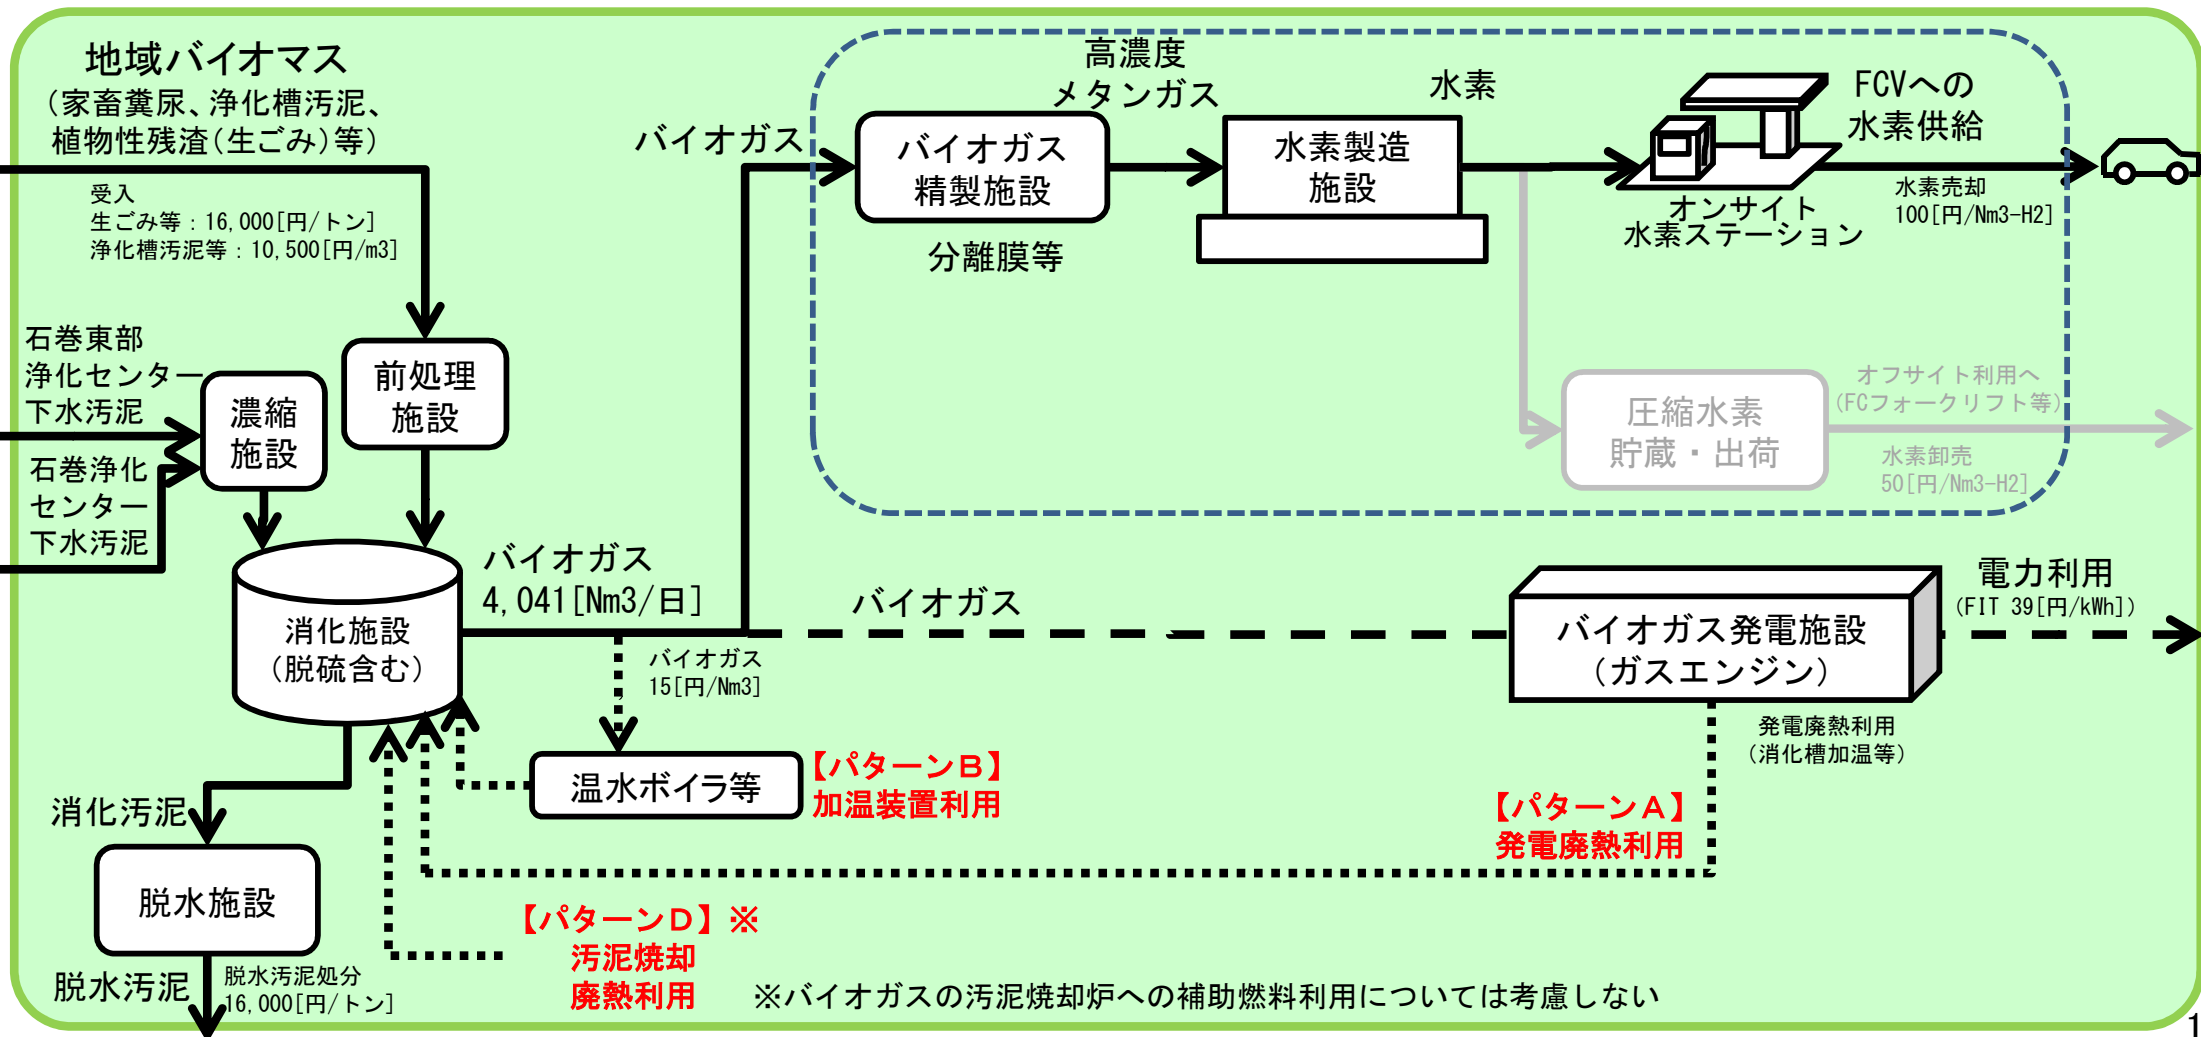 地域バイオマス
（家畜糞尿、浄化槽汚泥、
植物性残渣（生ごみ）等）
受入
生ごみ等：16,000[円/トン]
浄化槽汚泥等：10,500[円/m3]
石巻東部
浄化センター
下水汚泥
石巻浄化
センター
下水汚泥
濃縮
施設
前処理
施設
消化施設
（脱硫含む）
バイオガス
4,041[Nm3/日]
バイオガス
15[円/Nm3]
温水ボイラ等
【パターンＢ】
加温装置利用
消化汚泥
脱水施設
脱水汚泥
脱水汚泥処分
16,000[円/トン]
【パターンＤ】※
汚泥焼却
廃熱利用
バイオガス
バイオガス
精製施設
分離膜等
高濃度
メタンガス
水素製造
施設
水素
オンサイト
水素ステーション
FCVへの
水素供給
水素売却
100[円/Nm3-H2]
圧縮水素
貯蔵・出荷
オフサイト利用へ
（FCフォークリフト等）
水素卸売
50[円/Nm3-H2]
バイオガス
バイオガス発電施設
（ガスエンジン）
電力利用
（FIT 39[円/kWh]）
発電廃熱利用
（消化槽加温等）
【パターンＡ】
発電廃熱利用
※バイオガスの汚泥焼却炉への補助燃料利用については考慮しない
1